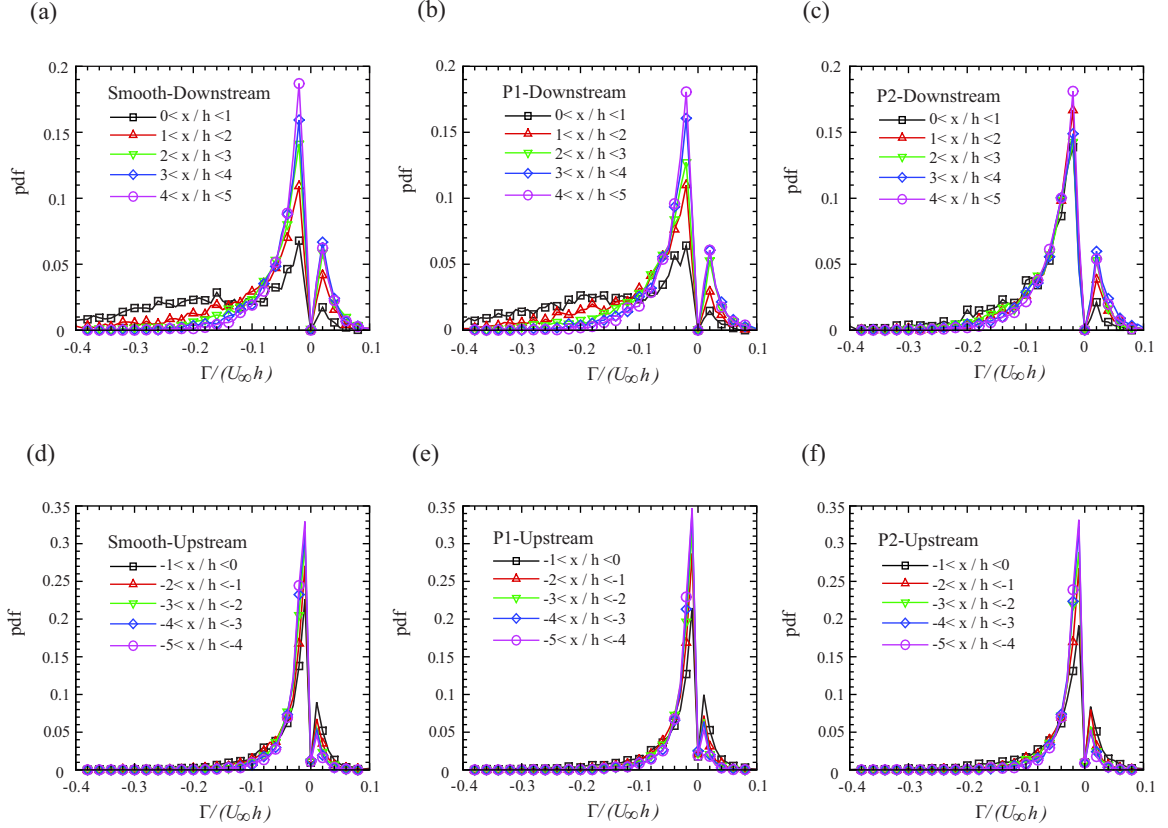 (a)
0.2
0.15
0.1
0.05
0
pdf
Smooth-Downstream
0< x / h <1
1< x / h <2
2< x / h <3
3< x / h <4
4< x / h <5
-0.4 -0.3 -0.2 -0.1 0 0.1
Γ/(U∞h)
(b)
0.2
0.15
0.1
0.05
0
pdf
P1-Downstream
0< x / h <1
1< x / h <2
2< x / h <3
3< x / h <4
4< x / h <5
-0.4 -0.3 -0.2 -0.1 0 0.1
Γ/(U∞h)
(c)
0.2
0.15
0.1
0.05
0
pdf
P2-Downstream
0< x / h <1
1< x / h <2
2< x / h <3
3< x / h <4
4< x / h <5
-0.4 -0.3 -0.2 -0.1 0 0.1
Γ/(U∞h)
(d)
0.35
0.3
0.25
0.2
0.15
0.1
0.05
0
pdf
Smooth-Upstream
-1< x / h <0
-2< x / h <-1
-3< x / h <-2
-4< x / h <-3
-5< x / h <-4
-0.4 -0.3 -0.2 -0.1 0 0.1
Γ/(U∞h)
(e)
0.35
0.3
0.25
0.2
0.15
0.1
0.05
0
pdf
P1-Upstream
-1< x / h <0
-2< x / h <-1
-3< x / h <-2
-4< x / h <-3
-5< x / h <-4
-0.4 -0.3 -0.2 -0.1 0 0.1
Γ/(U∞h)
(f)
0.35
0.3
0.25
0.2
0.15
0.1
0.05
0
pdf
P2-Upstream
-1< x / h <0
-2< x / h <-1
-3< x / h <-2
-4< x / h <-3
-5< x / h <-4
-0.4 -0.3 -0.2 -0.1 0 0.1
Γ/(U∞h)